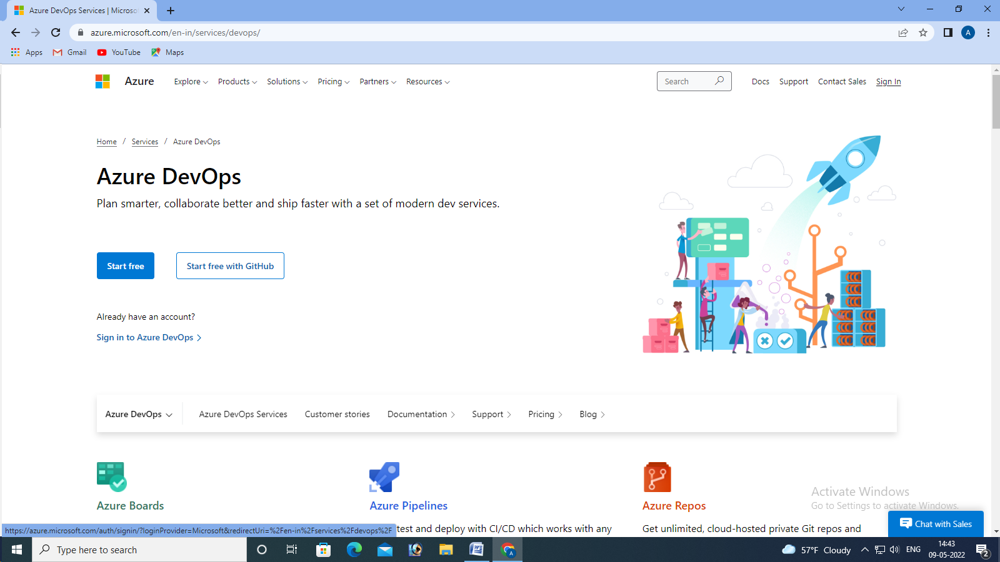 Azure DevOps Services | Microso
azure.microsoft.com/en-in/services/devops/
A
Apps Gmail YouTube Maps
Azure Explore Products Solutions Pricing Partners Resources Search Docs Support Contact Sales Sign In
Home / Services / Azure DevOps
Azure DevOps
Plan smarter, collaborate better and ship faster with a set of modern dev services.
Start free Start free with GitHub
Already have an account?
Sign in to Azure DevOps
Azure DevOps Azure DevOps Services Customer stories Documentation Support Pricing Blog
Azure Boards Azure Pipelines Azure Repos
Activate Windows
Go to Settings to activate Windows.
test and deploy with CI/CD which works with any
Get unlimited, cloud-hosted private Git repos and
Chat with Sales
https://azure.microsoft.com/auth/signin/?loginProvider=Microsoft&redirectUri=%2Fen-in%2Fservices%2Fdevops%2F
Type here to search
W
A
57°F Cloudy
ENG
14:43
09-05-2022
2